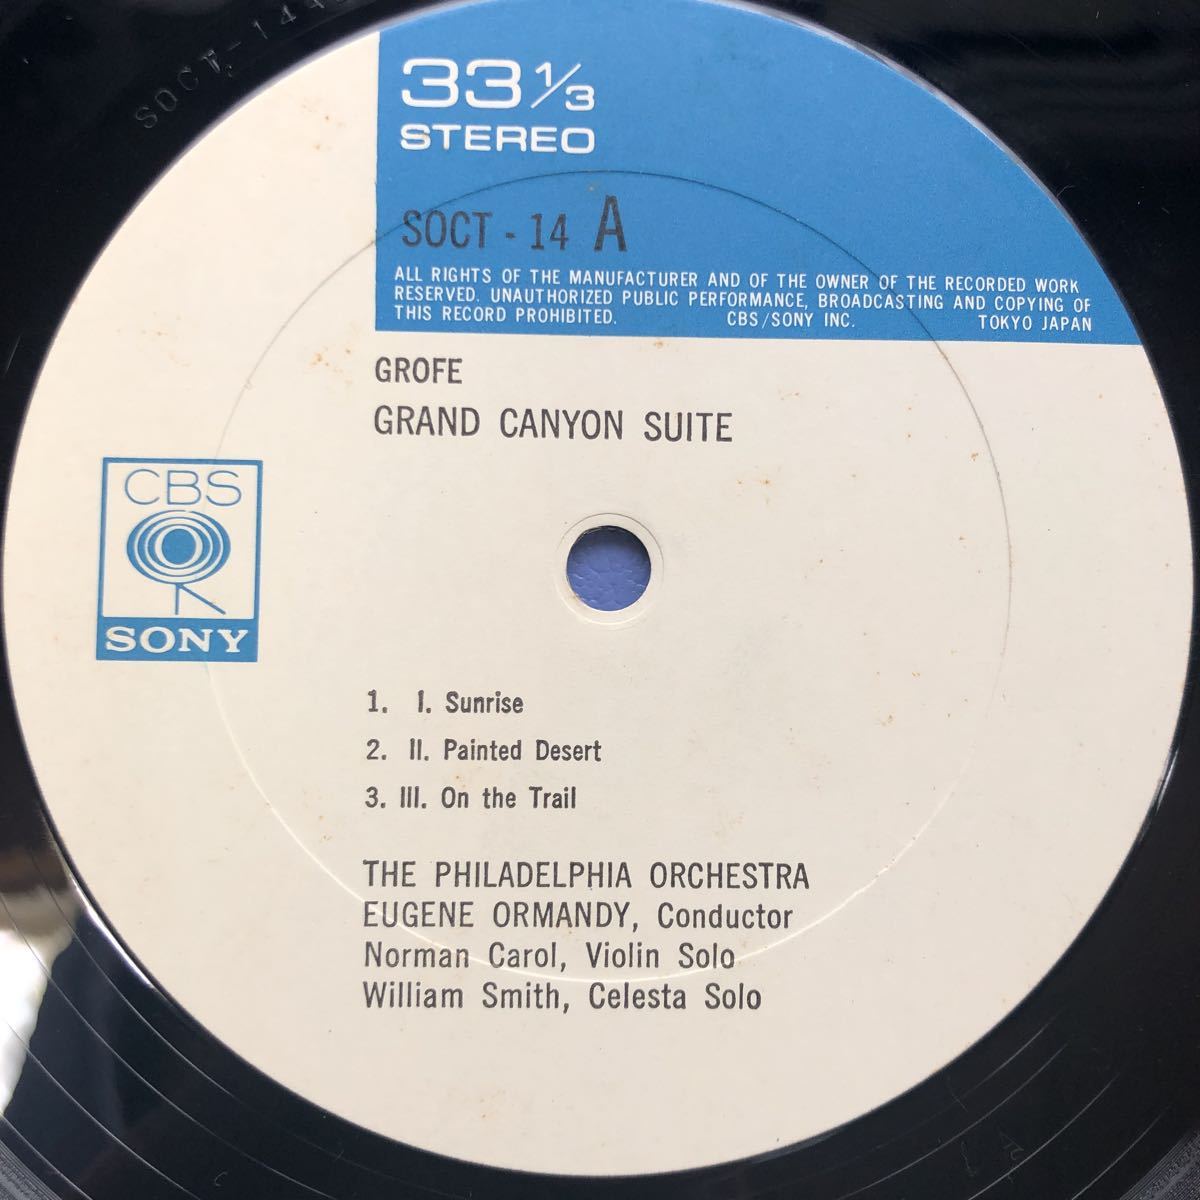 33 1/3
STEREO
SOCT - 14 A
ALL RIGHTS OF THE MANUFACTURER AND OF THE OWNER OF THE RECORDED WORK
RESERVED. UNAUTHORIZED PUBLIC PERFORMANCE, BROADCASTING AND COPYING OF
THIS RECORD PROHIBITED. CBS/SONY INC. TOKYO JAPAN
GROFE
GRAND CANYON SUITE
CBS
SONY
1. I. Sunrise
2. II. Painted Desert
3. III. On the Trail
THE PHILADELPHIA ORCHESTRA
EUGENE ORMANDY, Conductor
Norman Carol, Violin Solo
William Smith, Celesta Solo